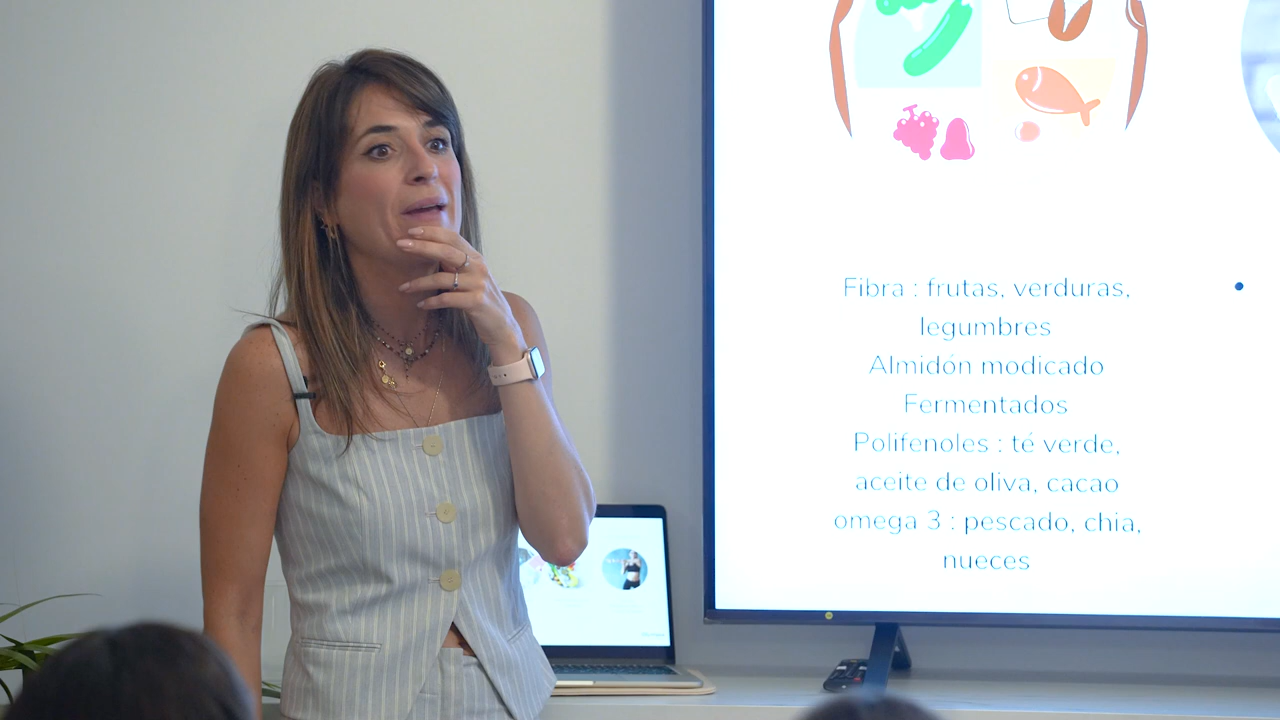 Fibra : frutas, verduras,
legumbres
Almidón modicado
Fermentados
Polifenoles : té verde,
aceite de oliva, cacao
omega 3 : pescado, chia,
nueces